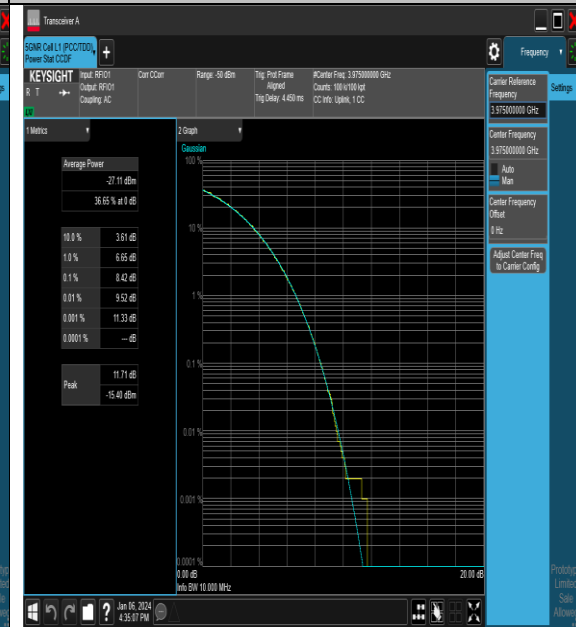 Transceiver A
5GNR Cell L1 (PCC/TDD),
Power Stat CCDF
+
Frequency
KEYSIGHT
R T
Input: RFIO1
Output: RFIO1
Coupling: AC
Corr CCorr
Range: -50 dBm
Trig: Prot Frame
Aligned
Trig Delay: 4.450 ms
#Center Freq: 3.975000000 GHz
Counts: 100 k/100 kpt
CC Info: Uplink, 1 CC
Carrier Reference
Frequency
3.975000000 GHz
Settings
Center Frequency
3.975000000 GHz
Auto
Man
Center Frequency
Offset
0 Hz
Adjust Center Freq
to Carrier Config
1 Metrics
Average Power
-27.11 dBm
36.65 % at 0 dB
10.0 % 3.61 dB
1.0 % 6.65 dB
0.1 % 8.42 dB
0.01 % 9.52 dB
0.001 % 11.33 dB
0.0001 % --- dB
Peak
11.71 dB
-15.40 dBm
2 Graph
Gaussian
100 %
10 %
1 %
0.1 %
0.01 %
0.001 %
0.0001 %
0.00 dB
20.00 dB
Info BW 10.000 MHz
?
Jan 06, 2024
4:35:07 PM